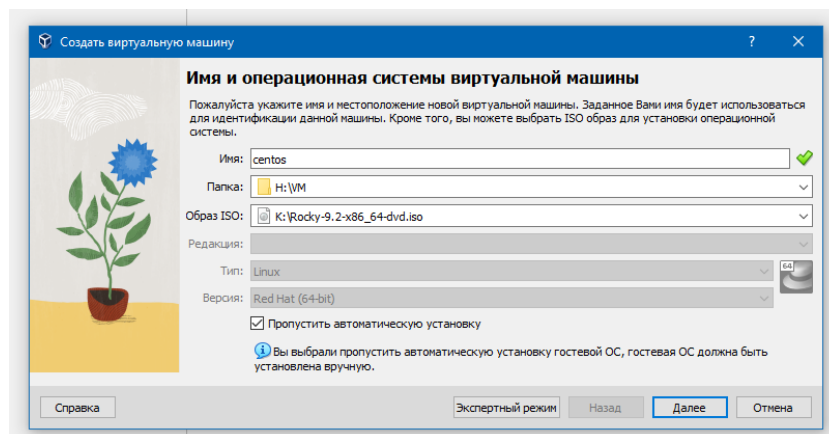 Создать виртуальную машину
Имя и операционная системы виртуальной машины
Пожалуйста укажите имя и местоположение новой виртуальной машины. Заданное Вами имя будет использоваться
для идентификации данной машины. Кроме того, вы можете выбрать ISO образ для установки операционной
системы.
Имя: centos
Папка: H:\VM
Образ ISO: K:\Rocky-9.2-x86_64-dvd.iso
Редакция:
Тип: Linux
64
Версия: Red Hat (64-bit)
Пропустить автоматическую установку
Вы выбрали пропустить автоматическую установку гостевой ОС, гостевая ОС должна быть
установлена вручную.
Справка Экспертный режим Назад Далее Отмена